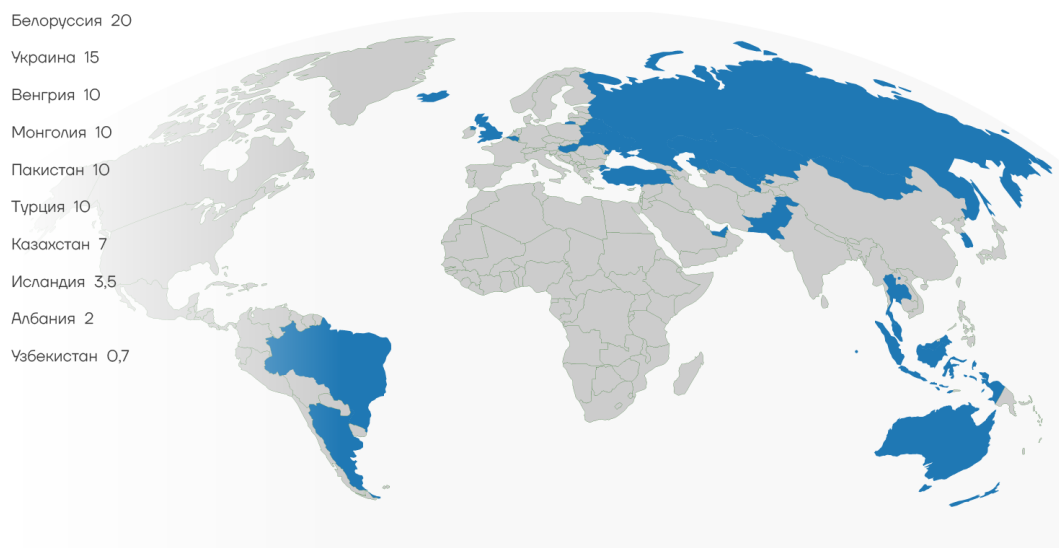 Белоруссия 20
Украина 15
Венгрия 10
Монголия 10
Пакистан 10
Турция 10
Казахстан 7
Исландия 3,5
Албания 2
Узбекистан 0,7